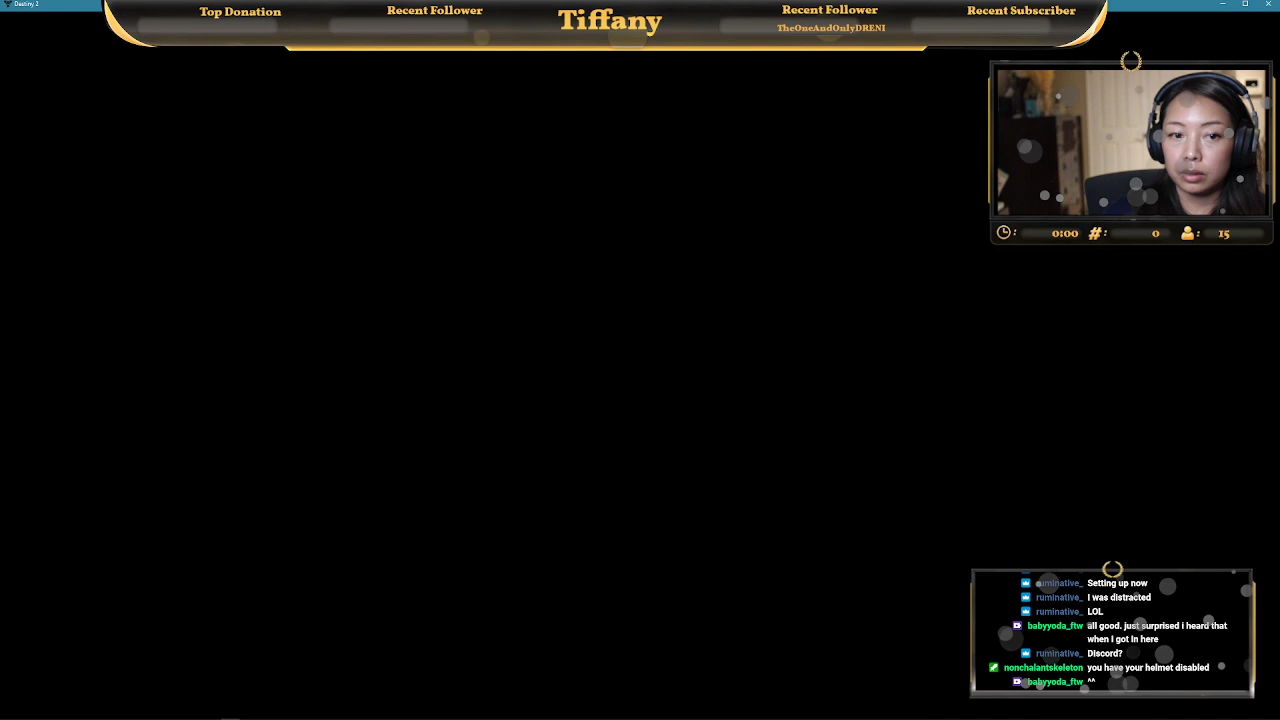 Destiny 2
Top Donation
Recent Follower
Tiffany
Recent Follower
TheOneAndOnlyDRENI
Recent Subscriber
: 0:00 #: 0 : 15
ruminative_ Setting up now
ruminative_ I was distracted
ruminative_ LOL
babyyoda_ftw all good. just surprised i heard that
when I got in here
ruminative_ Discord?
nonchalantskeleton you have your helmet disabled
babyyoda_ftw ^^